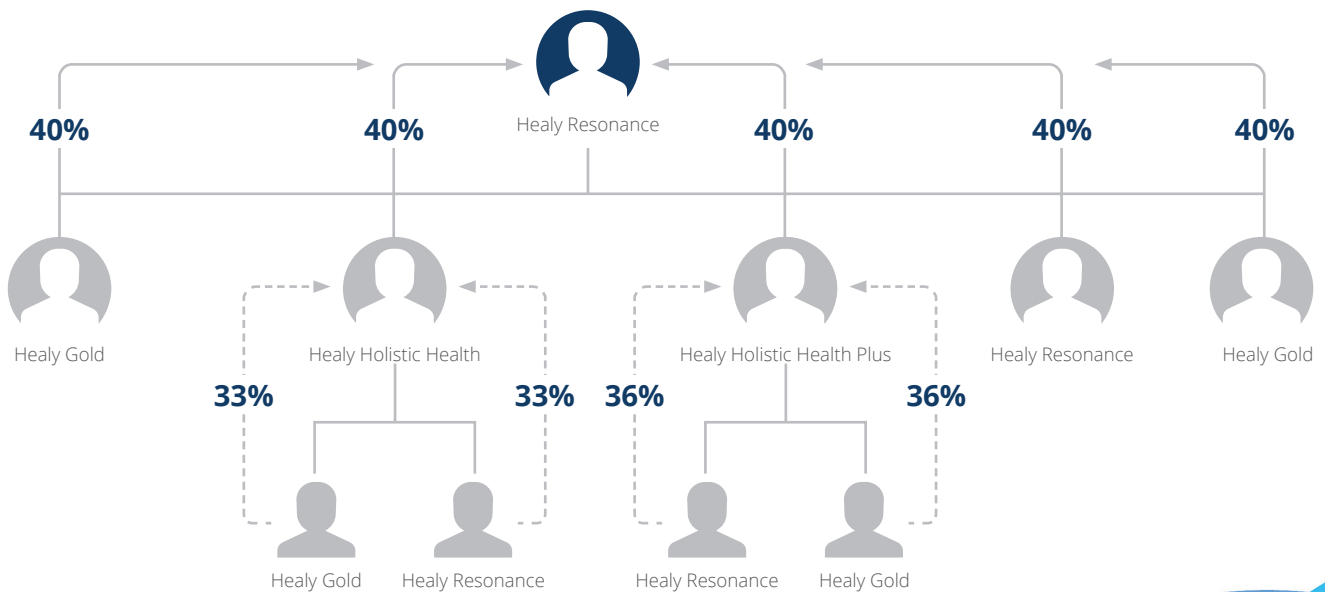 Healy Resonance
40%
40%
40%
40%
40%
Healy Gold
Healy Holistic Health
Healy Holistic Health Plus
Healy Resonance
Healy Gold
33%
33%
36%
36%
Healy Gold
Healy Resonance
Healy Resonance
Healy Gold